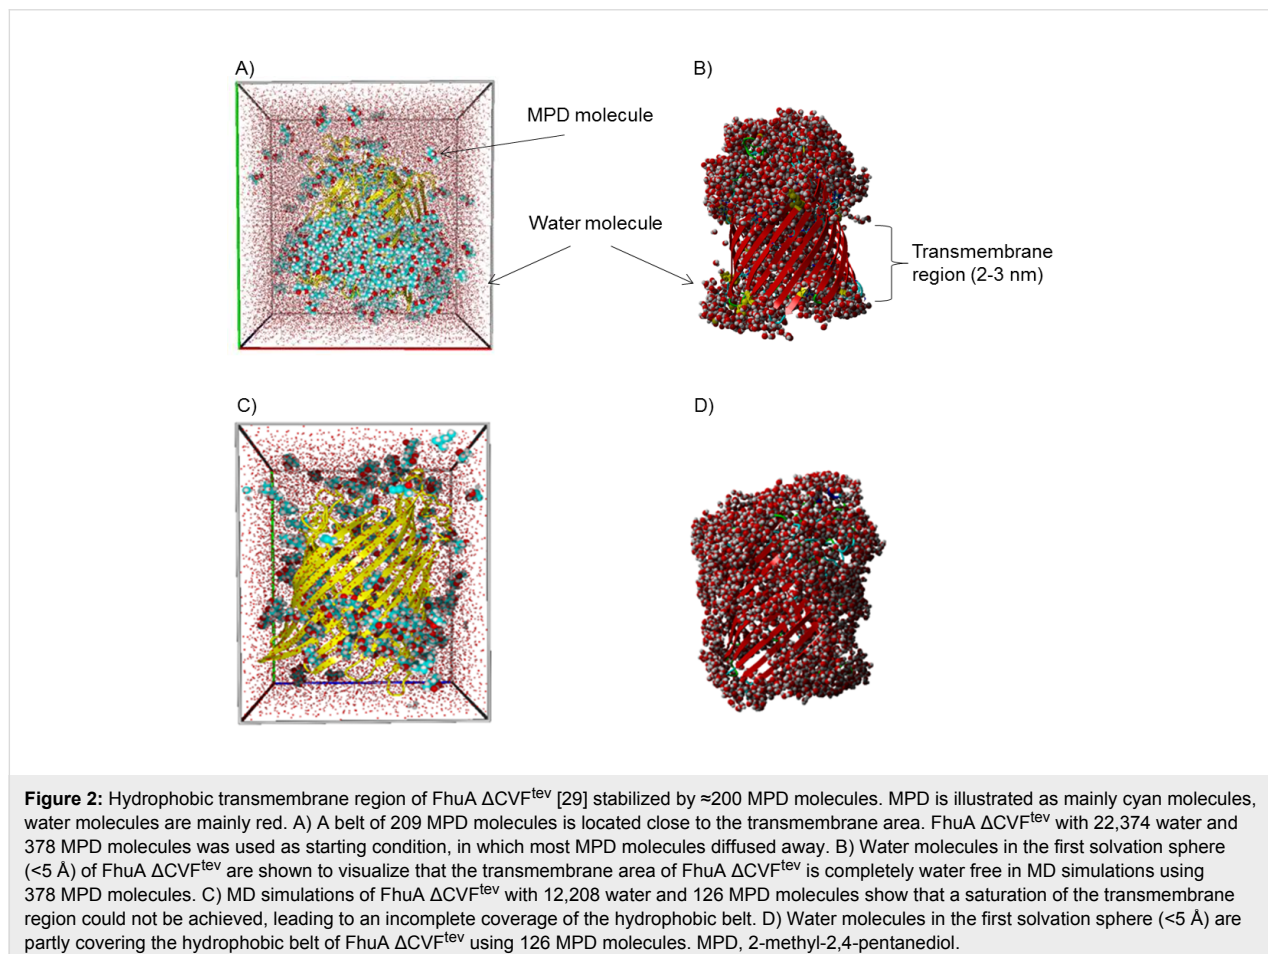 A)
B)
MPD molecule
Water molecule
Transmembrane
region (2-3 nm)
C)
D)
Figure 2: Hydrophobic transmembrane region of FhuA ΔCVFtev [29] stabilized by ≈200 MPD molecules. MPD is illustrated as mainly cyan molecules,
water molecules are mainly red. A) A belt of 209 MPD molecules is located close to the transmembrane area. FhuA ΔCVFtev with 22,374 water and
378 MPD molecules was used as starting condition, in which most MPD molecules diffused away. B) Water molecules in the first solvation sphere
(<5 Å) of FhuA ΔCVFtev are shown to visualize that the transmembrane area of FhuA ΔCVFtev is completely water free in MD simulations using
378 MPD molecules. C) MD simulations of FhuA ΔCVFtev with 12,208 water and 126 MPD molecules show that a saturation of the transmembrane
region could not be achieved, leading to an incomplete coverage of the hydrophobic belt. D) Water molecules in the first solvation sphere (<5 Å) are
partly covering the hydrophobic belt of FhuA ΔCVFtev using 126 MPD molecules. MPD, 2-methyl-2,4-pentanediol.